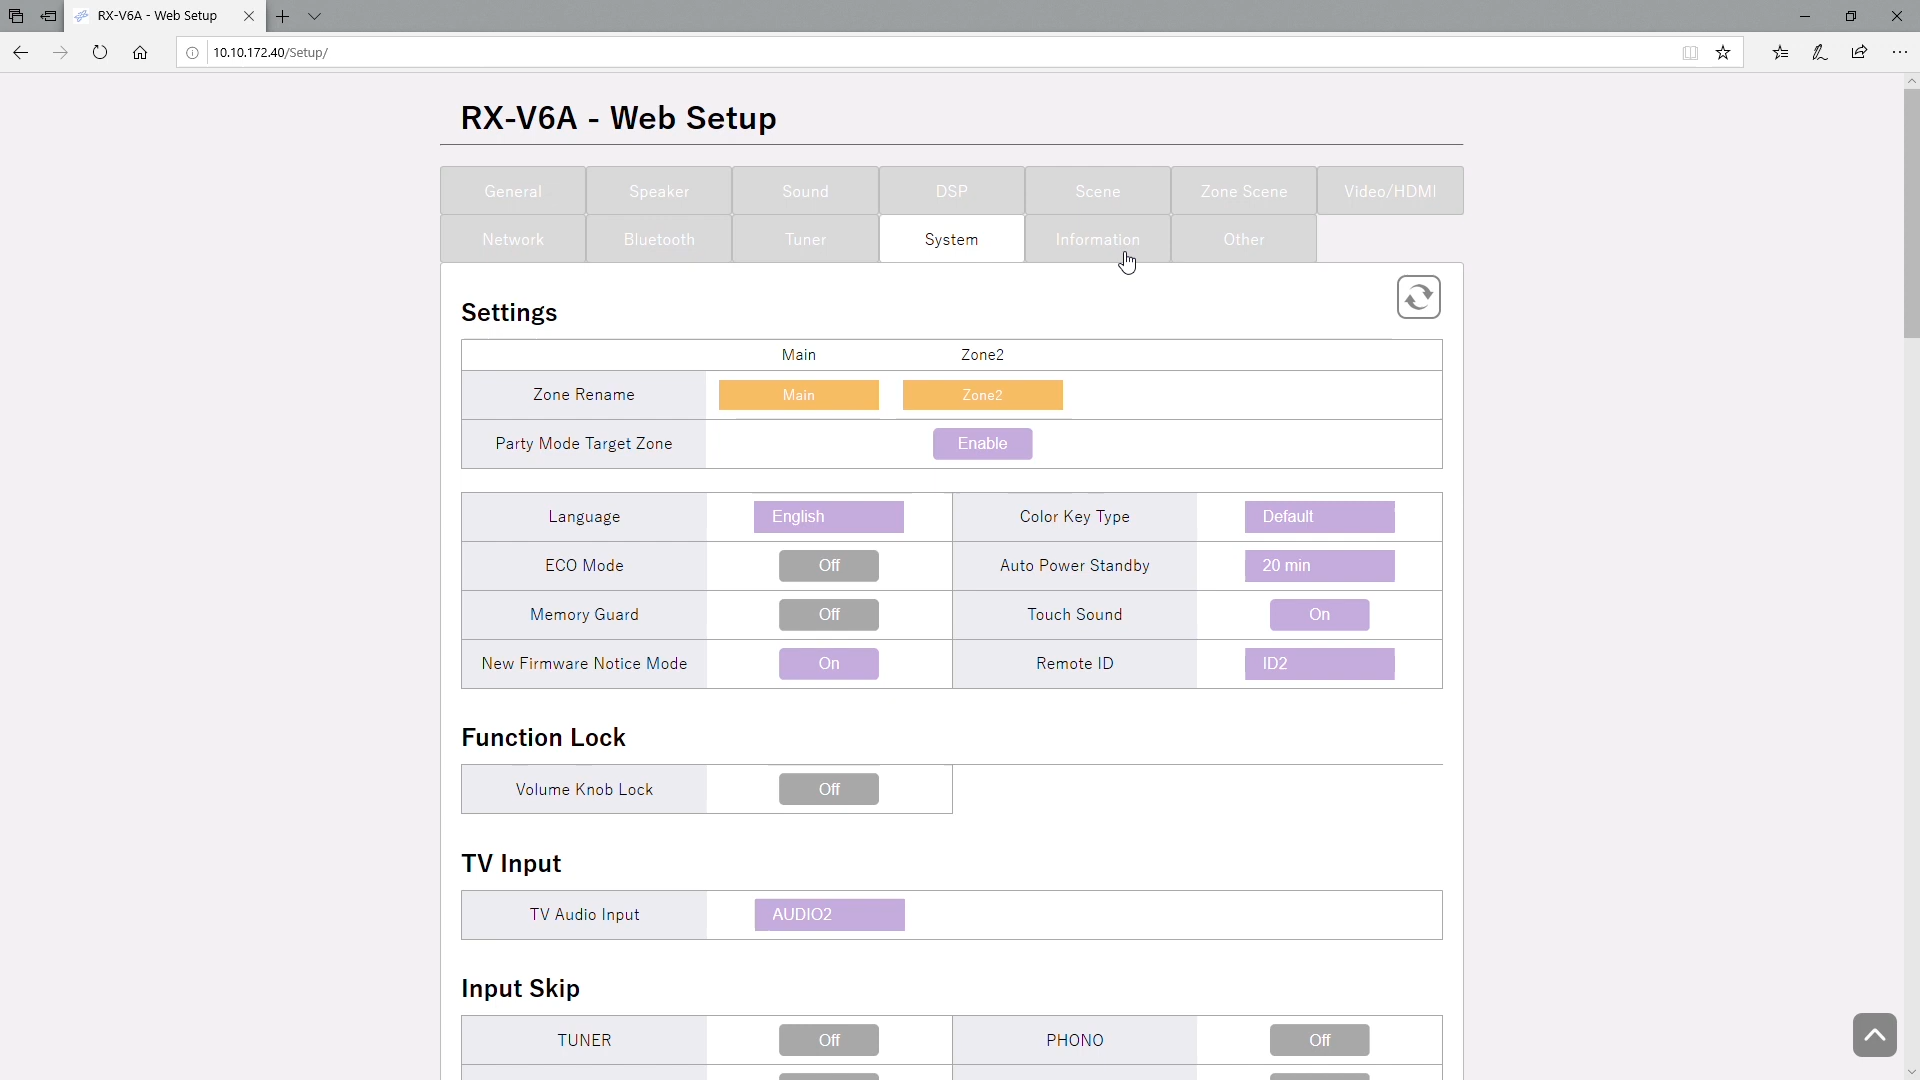 RX-V6A - Web Setup
10.10.172.40/Setup/
RX-V6A - Web Setup
General Speaker Sound DSP Scene Zone Scene Video/HDMI
Network Bluetooth Tuner System Information Other
Settings
Main Zone2
Zone Rename Main Zone2
Party Mode Target Zone Enable
Language English Color Key Type Default
ECO Mode Off Auto Power Standby 20 min
Memory Guard Off Touch Sound On
New Firmware Notice Mode On Remote ID ID2
Function Lock
Volume Knob Lock Off
TV Input
TV Audio Input AUDIO2
Input Skip
TUNER Off PHONO Off